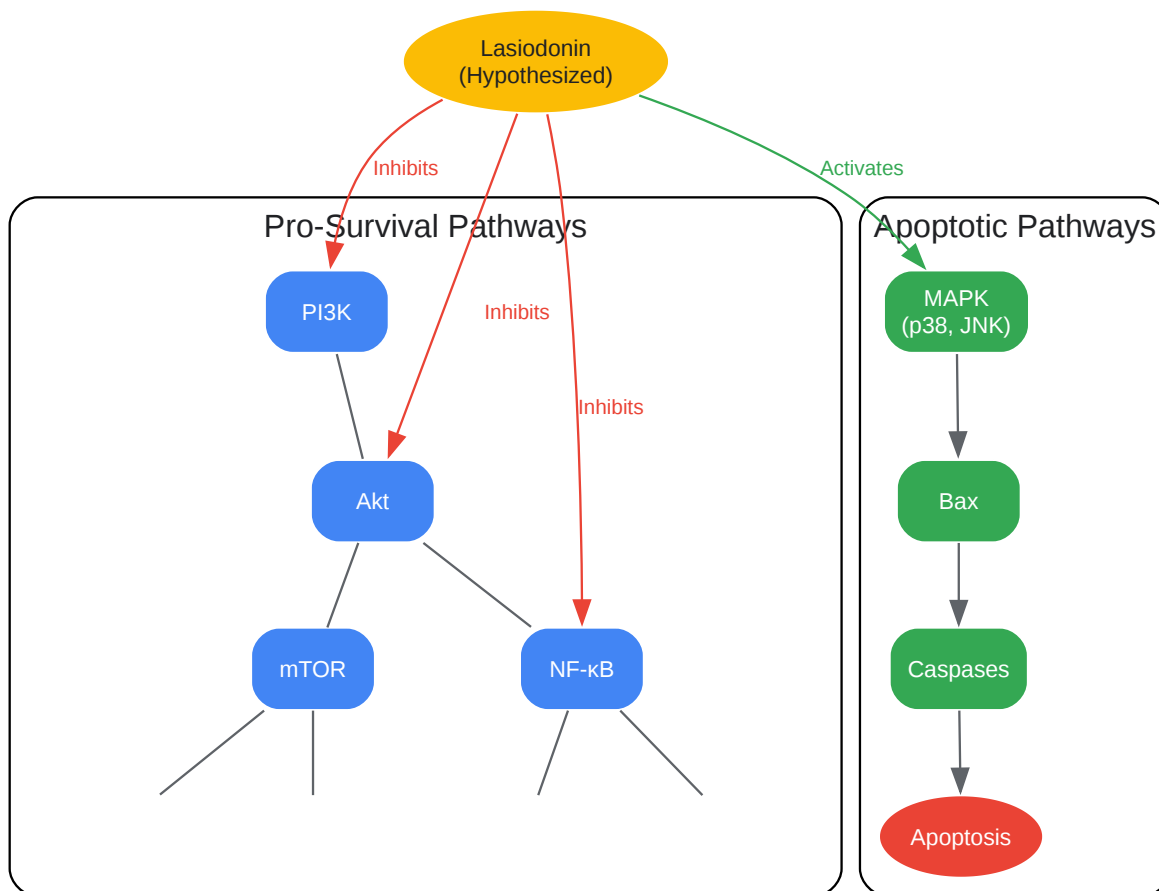 Lasiodonin
(Hypothesized)
Inhibits
Activates
Pro-Survival Pathways
Apoptotic Pathways
PI3K
Inhibits
MAPK
(p38, JNK)
Inhibits
Akt
Bax
mTOR
NF-κB
Caspases
Apoptosis